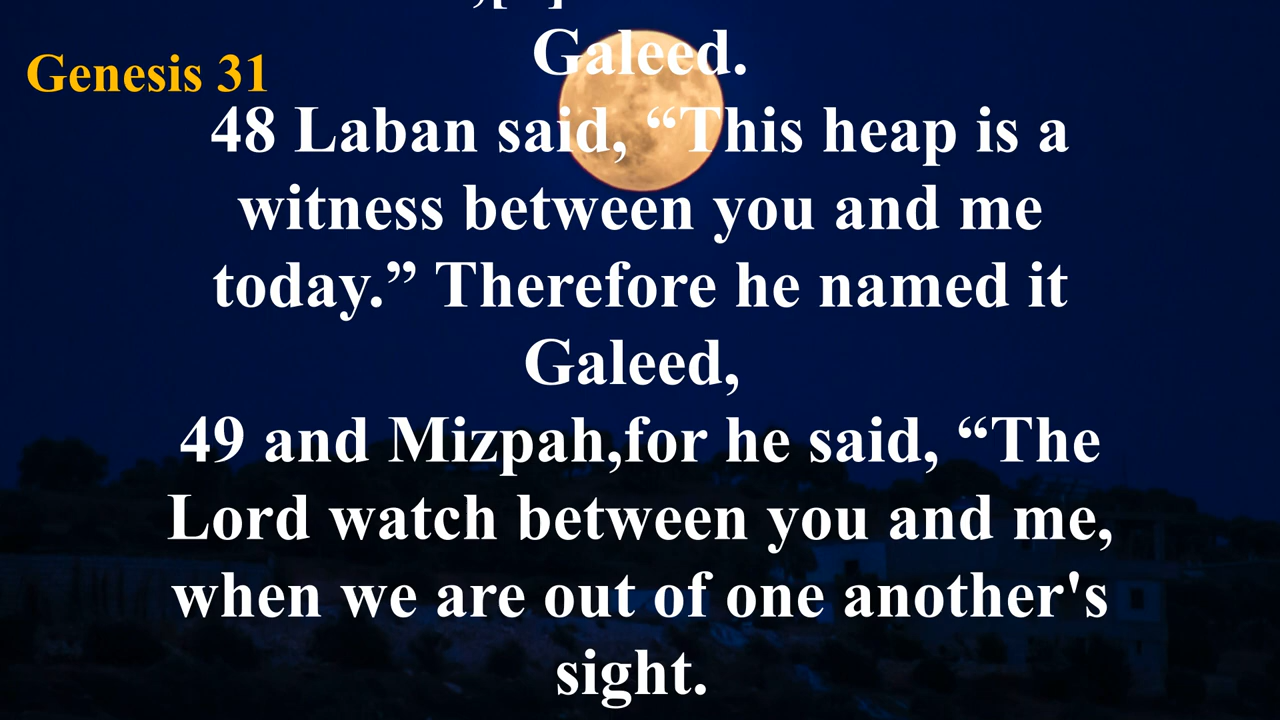 Galeed.
Genesis 31
48 Laban said, “This heap is a
witness between you and me
today.” Therefore he named it
Galeed,
49 and Mizpah,for he said, “The
Lord watch between you and me,
when we are out of one another's
sight.